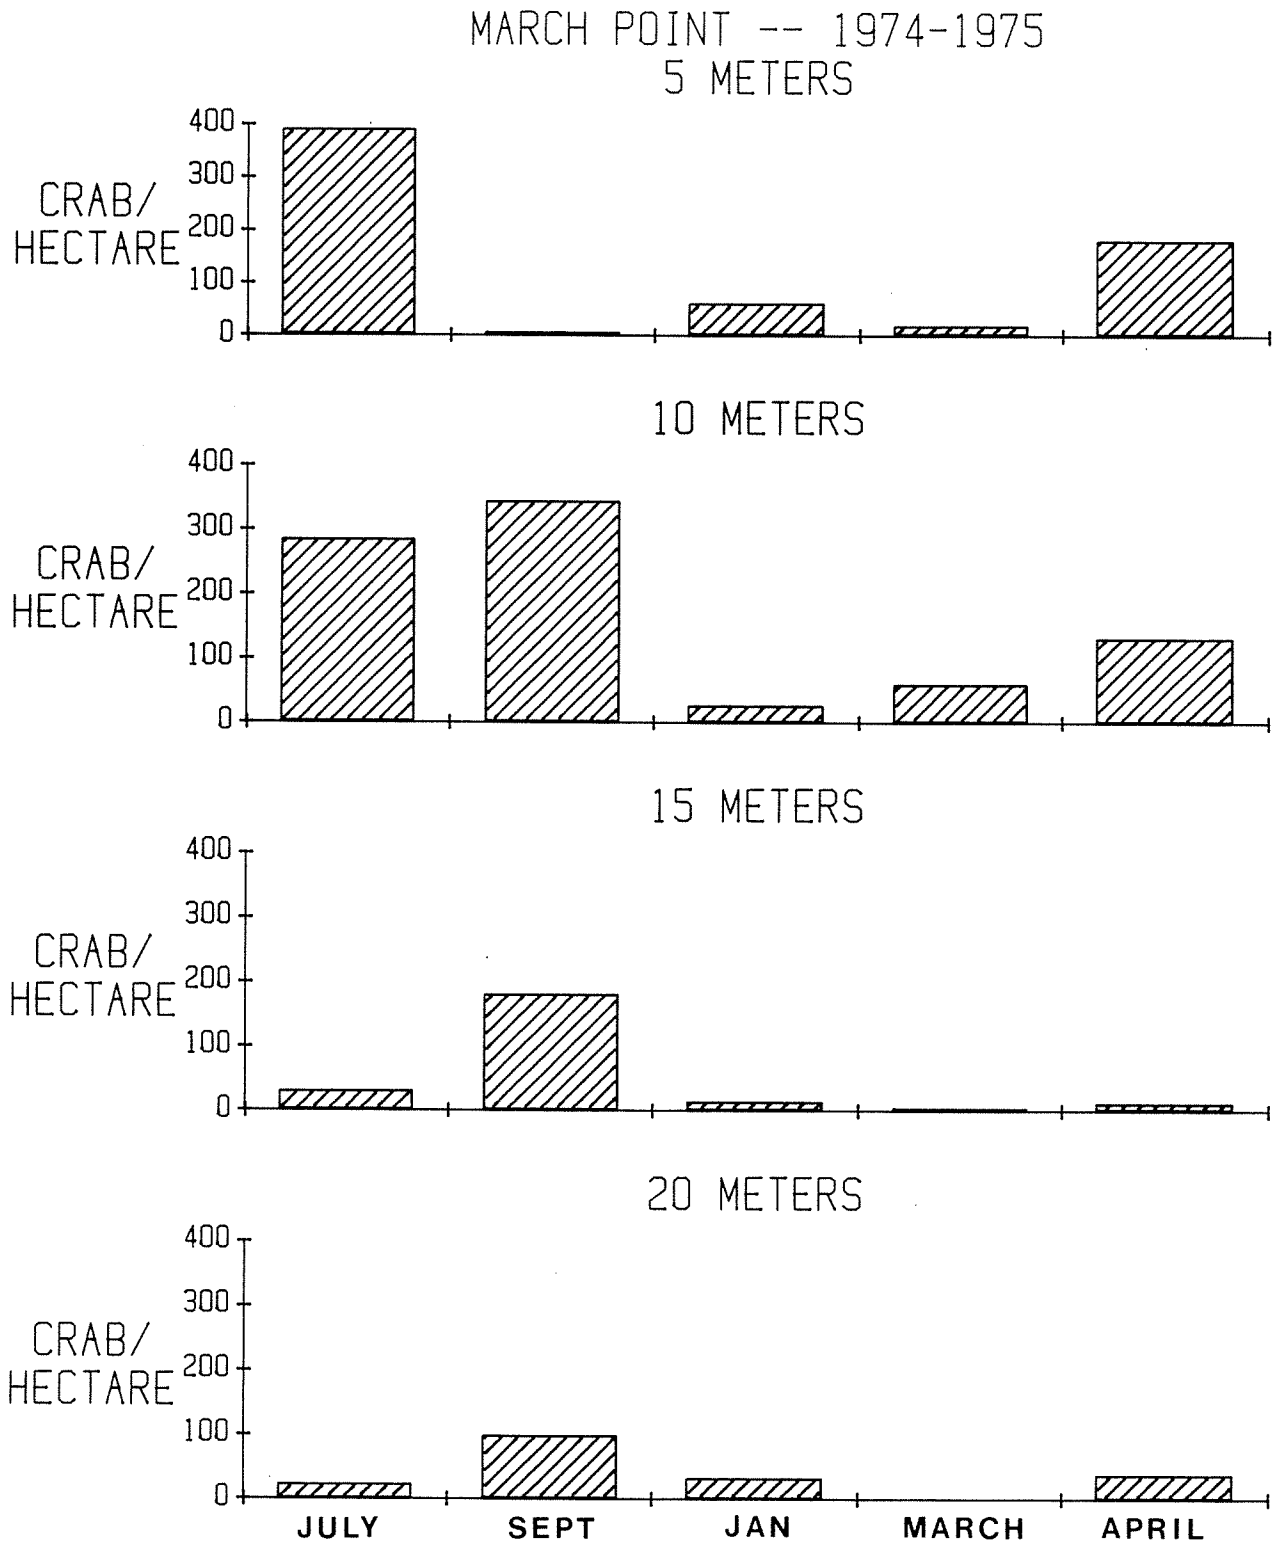 MARCH POINT -- 1974-1975
5 METERS
400
300
200
100
0
CRAB/
HECTARE
10 METERS
400
300
200
100
0
CRAB/
HECTARE
15 METERS
400
300
200
100
0
CRAB/
HECTARE
20 METERS
400
300
200
100
0
CRAB/
HECTARE
JULY SEPT JAN MARCH APRIL